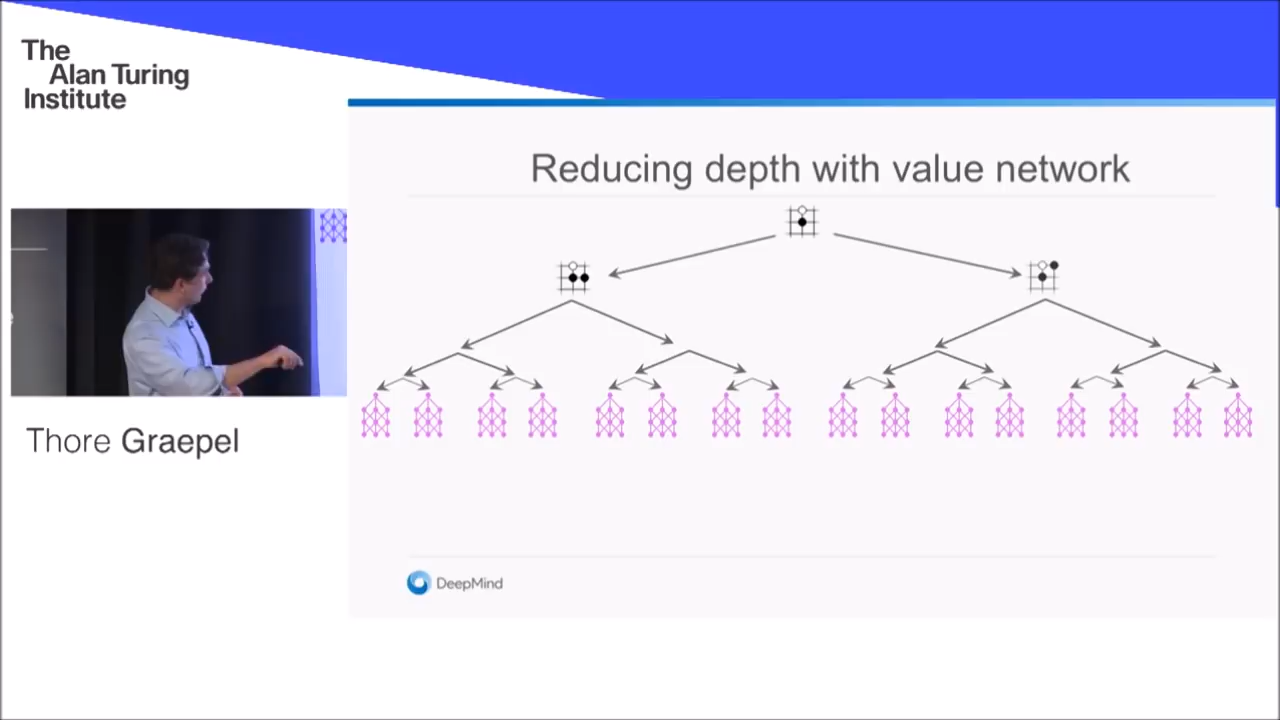 The
Alan Turing
Institute
Reducing depth with value network
Thore Graepel
DeepMind